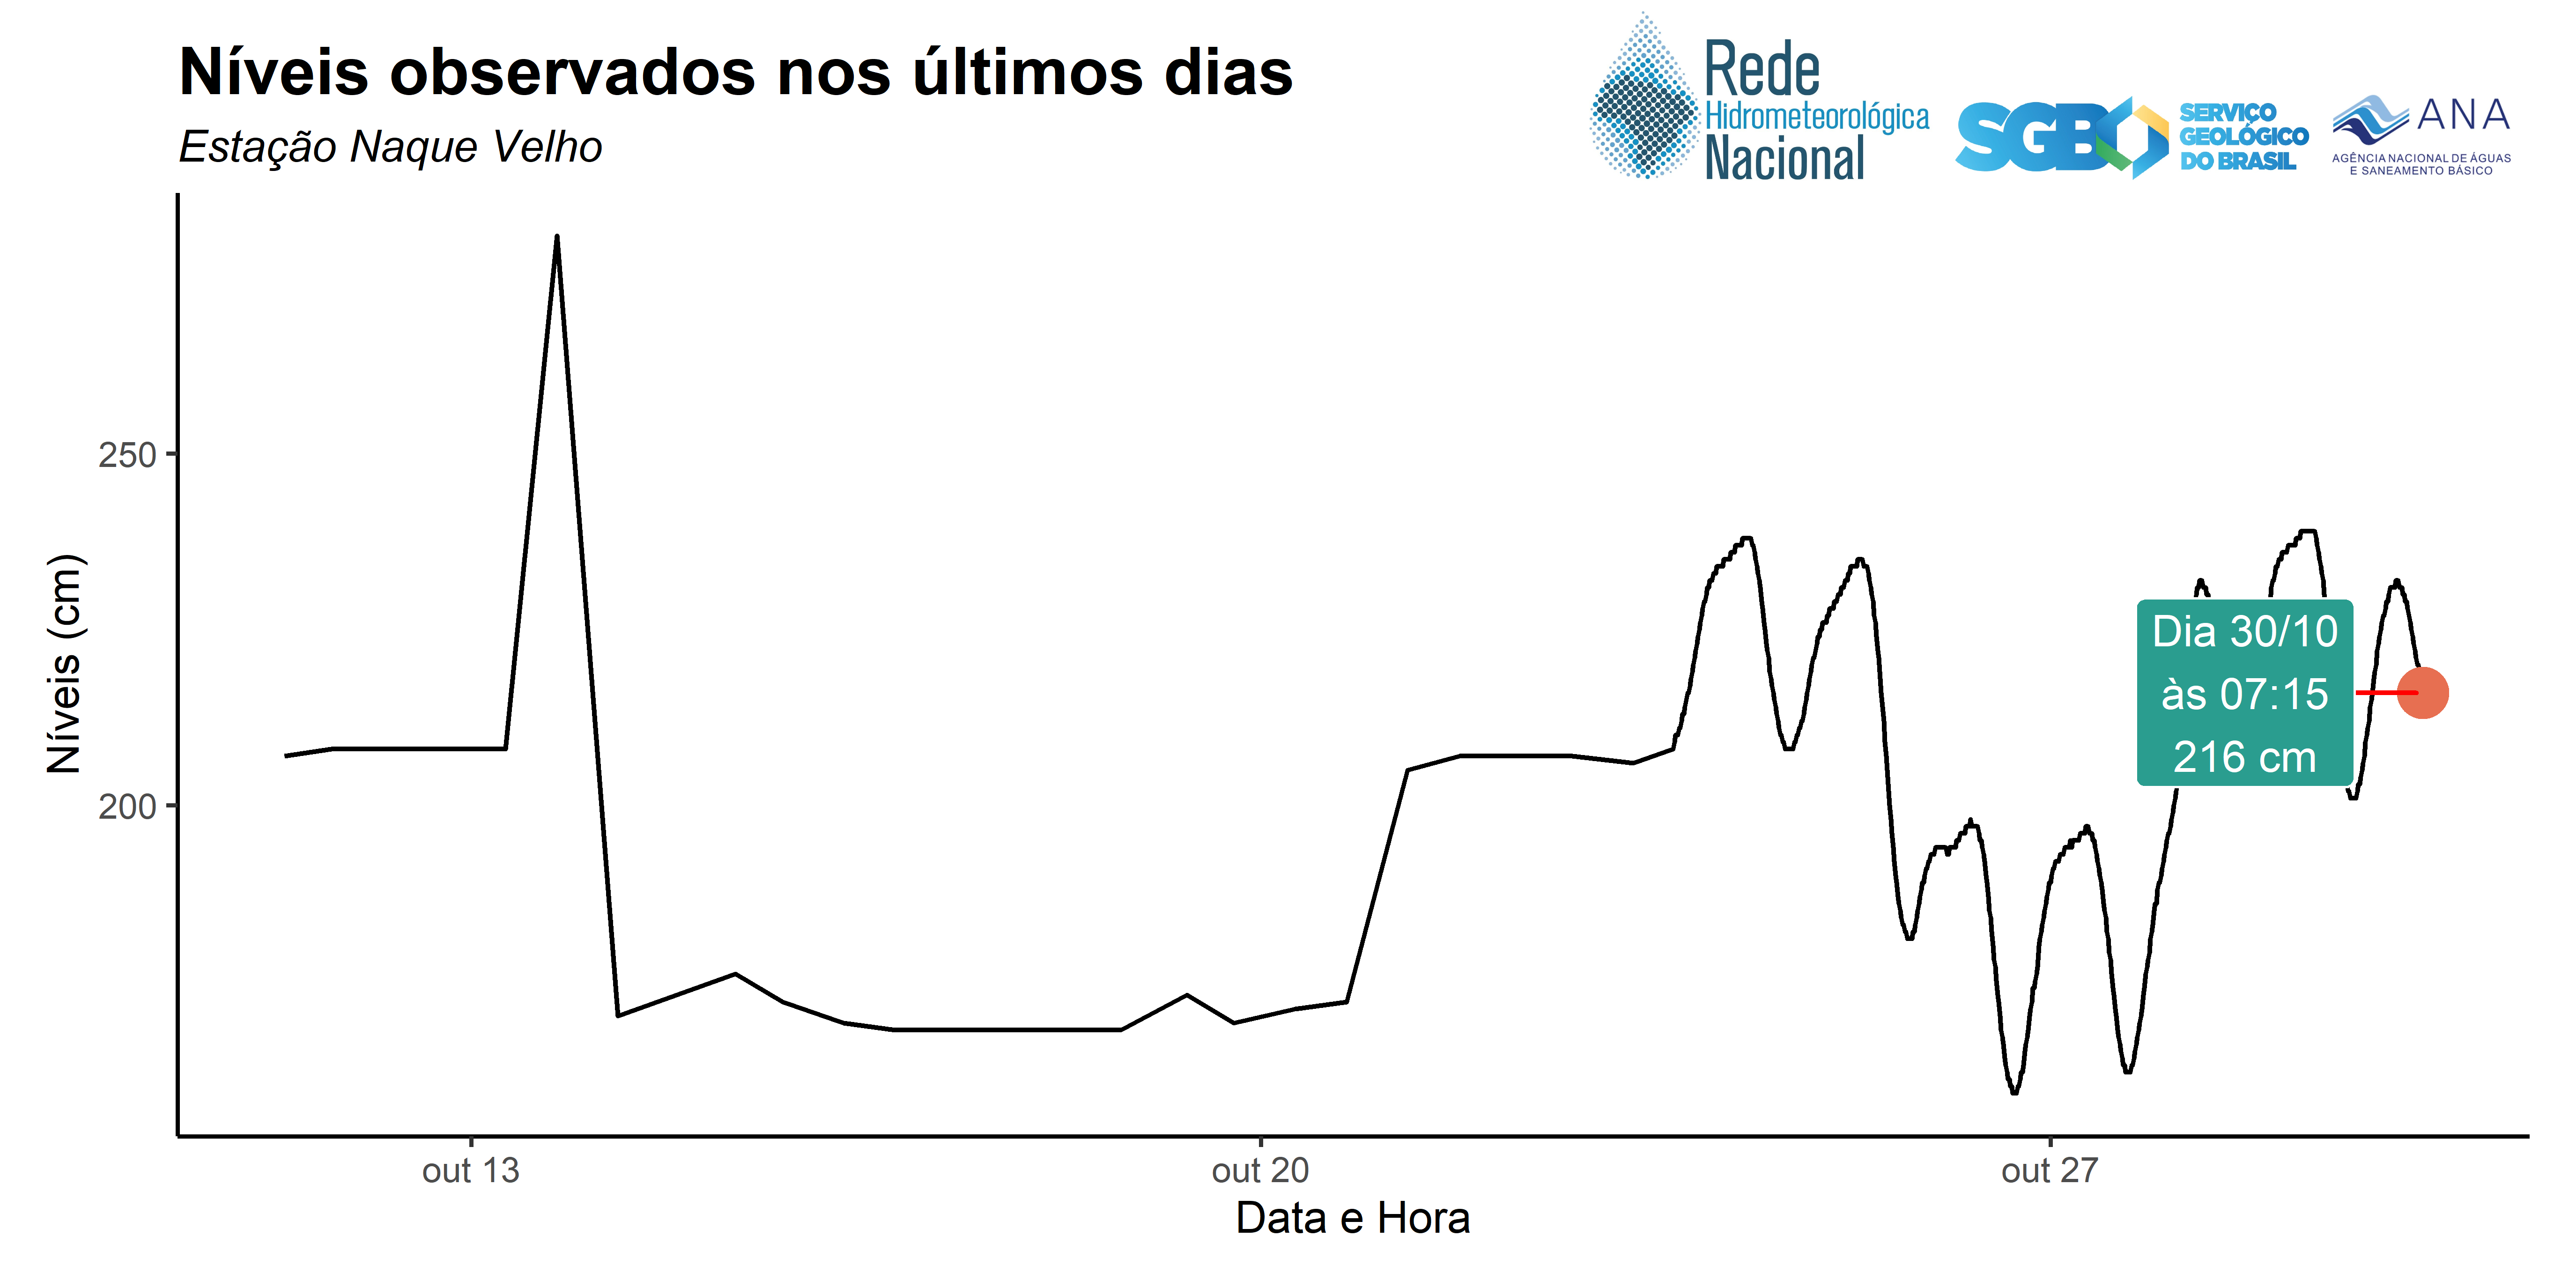 Níveis observados nos últimos dias
Estação Naque Velho
Rede
Hidrometeorológica
Nacional
SGB
SERVIÇO
GEOLÓGICO
DO BRASIL
ANA
AGÊNCIA NACIONAL DE ÁGUAS
E SANEAMENTO BÁSICO
Níveis (cm)
250
200
Dia 30/10
às 07:15
216 cm
out 13
out 20
out 27
Data e Hora